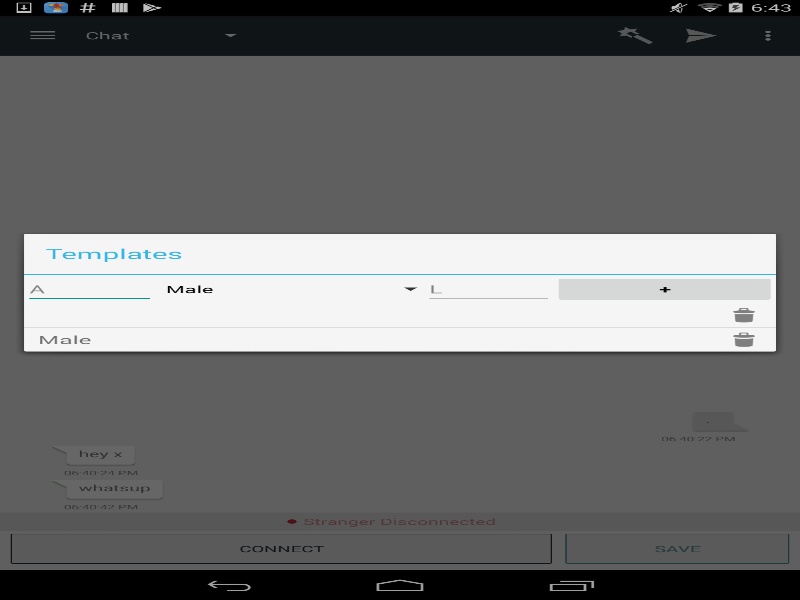 6:43
Chat
Templates
A Male L +
Male
.
06:40:22 PM
hey x
06:40:24 PM
whatsup
06:40:42 PM
Stranger Disconnected
CONNECT SAVE